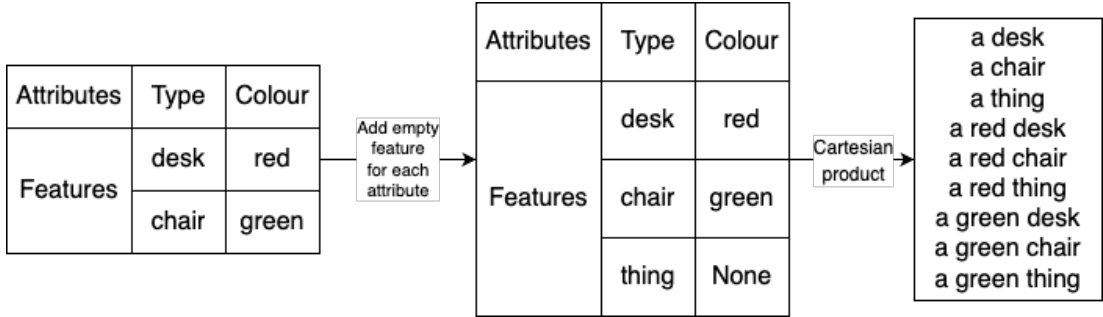 Attributes Type Colour
Features
desk red
chair green
Add empty
feature
for each
attribute
Attributes Type Colour
Features
desk red
chair green
thing None
Cartesian
product
a desk
a chair
a thing
a red desk
a red chair
a red thing
a green desk
a green chair
a green thing